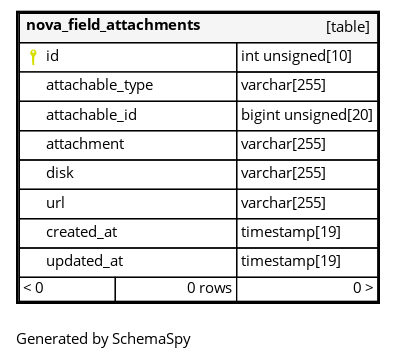 nova_field_attachments [table]
id int unsigned[10]
attachable_type varchar[255]
attachable_id bigint unsigned[20]
attachment varchar[255]
disk varchar[255]
url varchar[255]
created_at timestamp[19]
updated_at timestamp[19]
< 0 0 rows 0 >
Generated by SchemaSpy